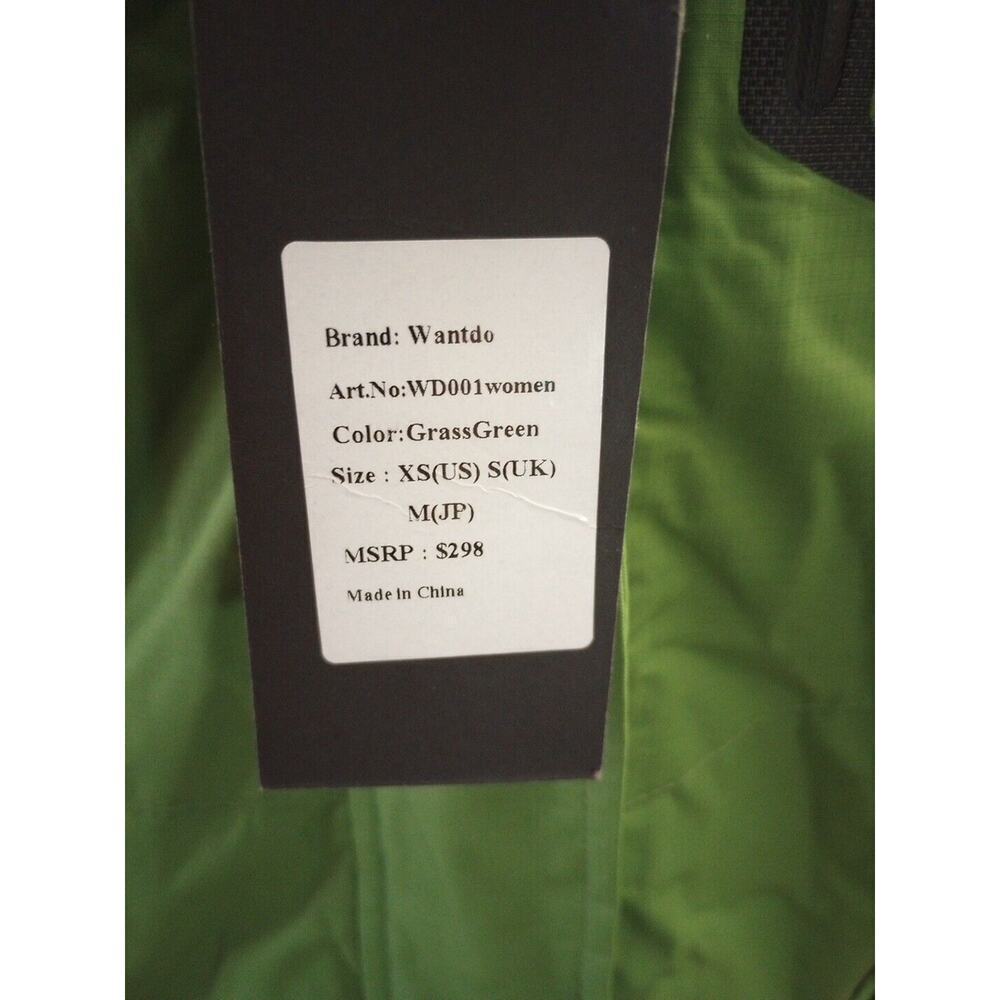 Brand: Wantdo
Art.No:WD001women
Color:GrassGreen
Size : XS(US) S(UK)
M(JP)
MSRP : $298
Made in China